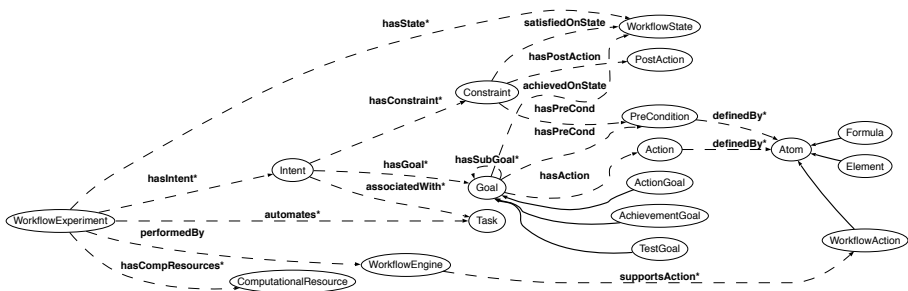 hasState*
satisfiedOnState
WorkflowState
hasPostAction
PostAction
achievedOnState
Constraint
hasConstraint*
hasPreCond
PreCondition
definedBy*
hasPreCond
Formula
Action
definedBy*
Atom
hasGoal*
hasSubGoal*
Element
Intent
hasIntent*
associatedWith*
Goal
hasAction
ActionGoal
WorkflowExperiment
automates*
Task
AchievementGoal
performedBy
TestGoal
WorkflowAction
hasCompResources*
WorkflowEngine
supportsAction*
ComputationalResource